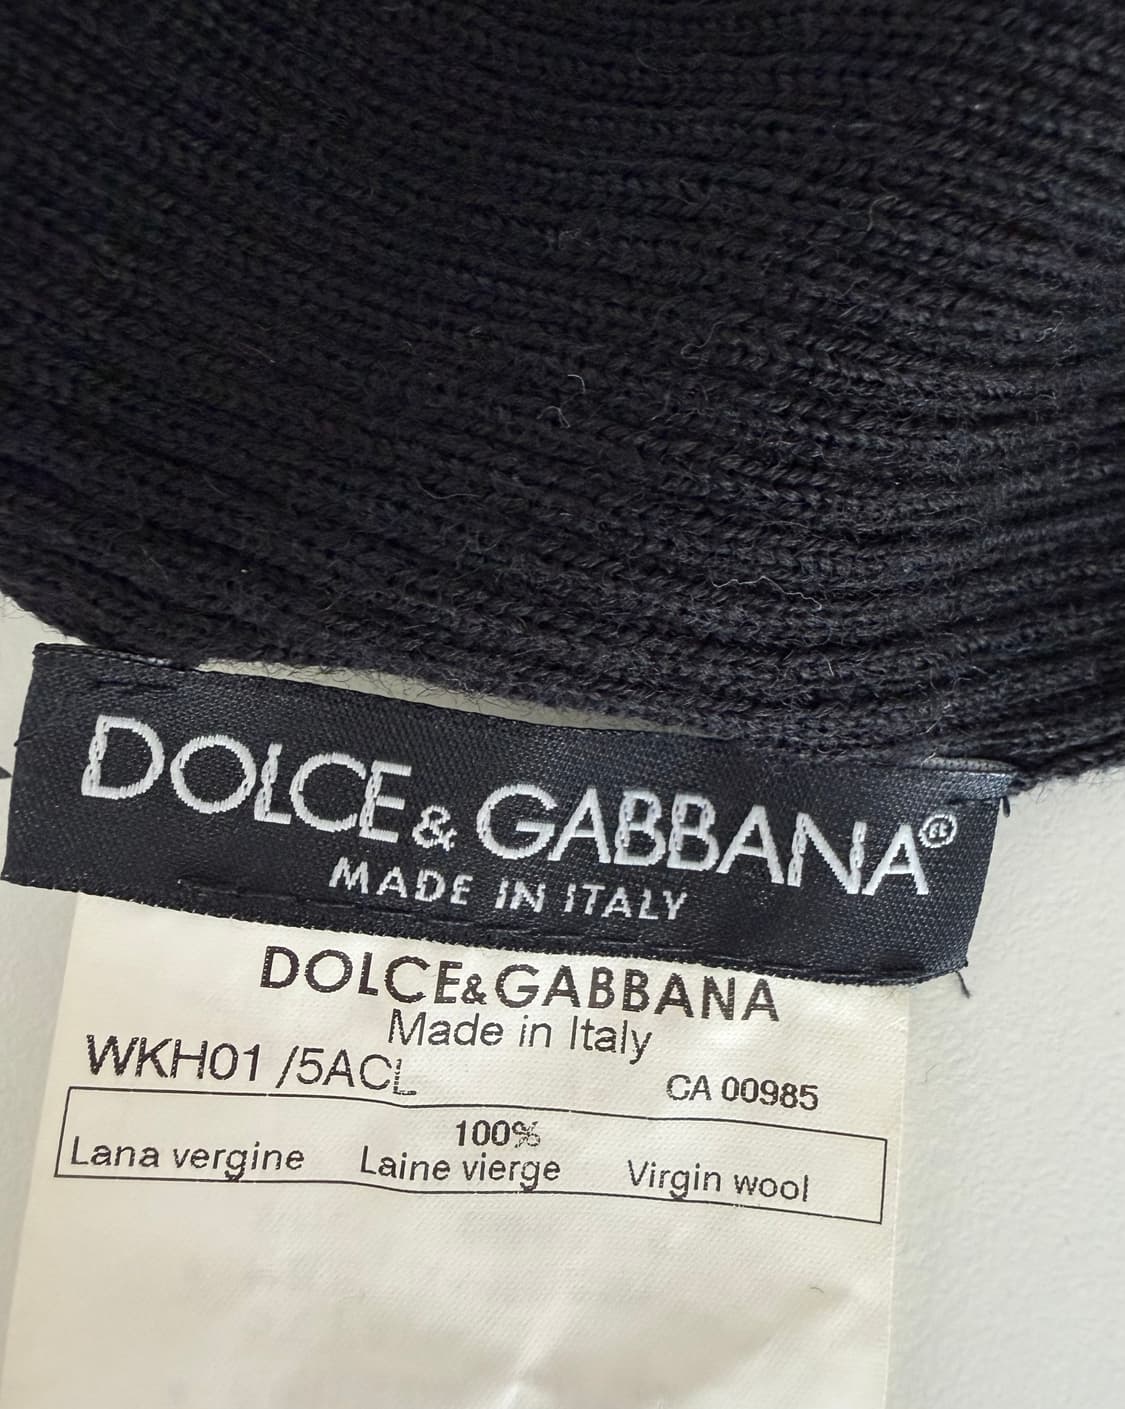 DOLCE & GABBANA®
MADE IN ITALY
DOLCE&GABBANA
Made in Italy
WKH01 /5ACL
CA 00985
100%
Lana vergine Laine vierge Virgin wool